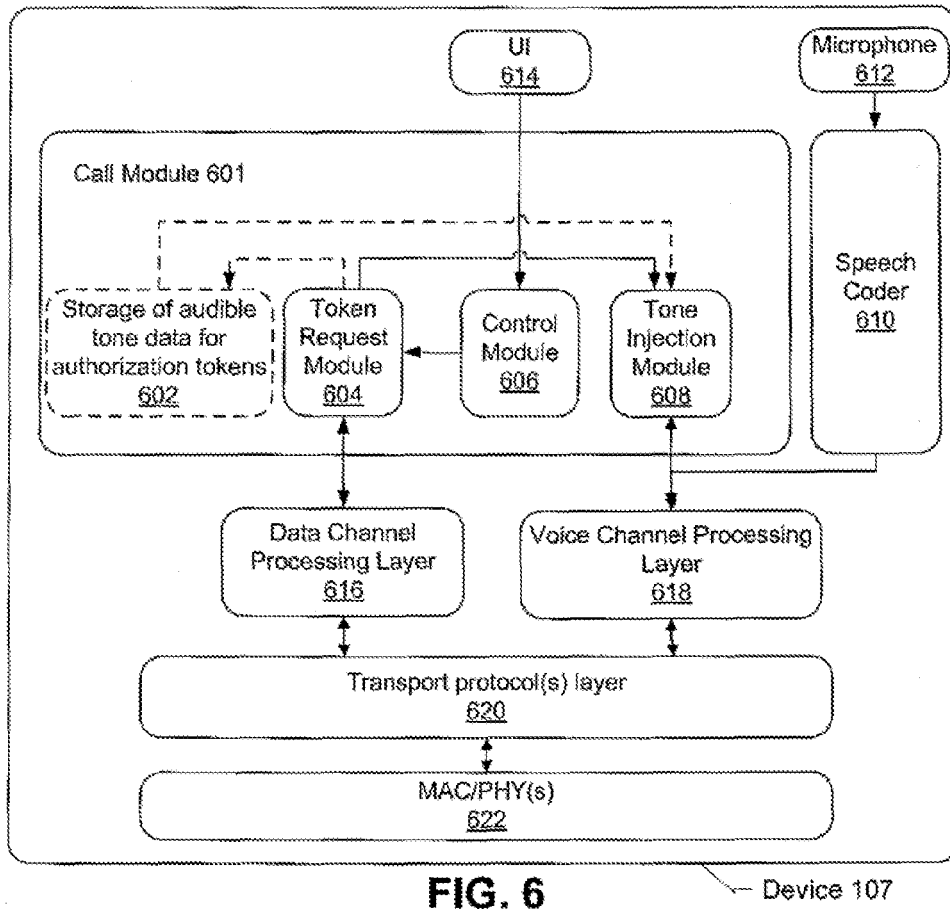 UI
614
Microphone
612
Call Module 601
Storage of audible
tone data for
authorization tokens
602
Token
Request
Module
604
Control
Module
606
Tone
Injection
Module
608
Speech
Coder
610
Data Channel
Processing Layer
616
Voice Channel Processing
Layer
618
Transport protocol(s) layer
620
MAC/PHY(s)
622
FIG. 6
Device 107